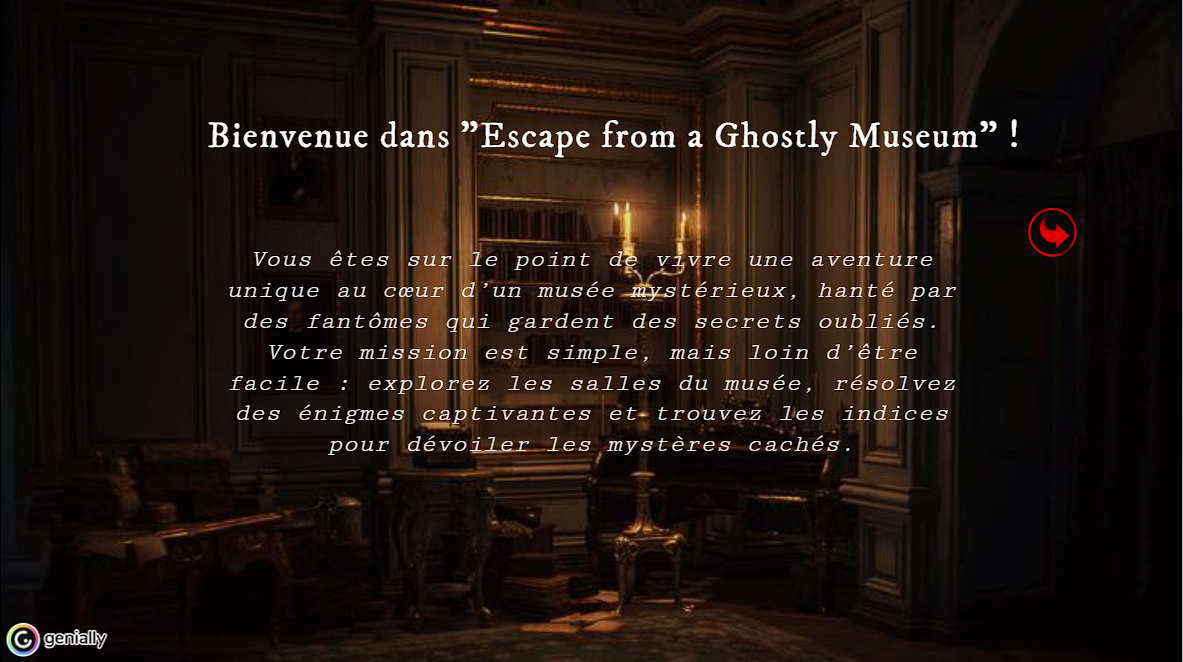 Bienvenue dans "Escape from a Ghostly Museum" !
Vous êtes sur le point de vivre une aventure
unique au cœur d'un musée mystérieux, hanté par
des fantômes qui gardent des secrets oubliés.
Votre mission est simple, mais loin d'être
facile : explorez les salles du musée, résolvez
des énigmes captivantes et trouvez les indices
pour dévoiler les mystères cachés.
genially